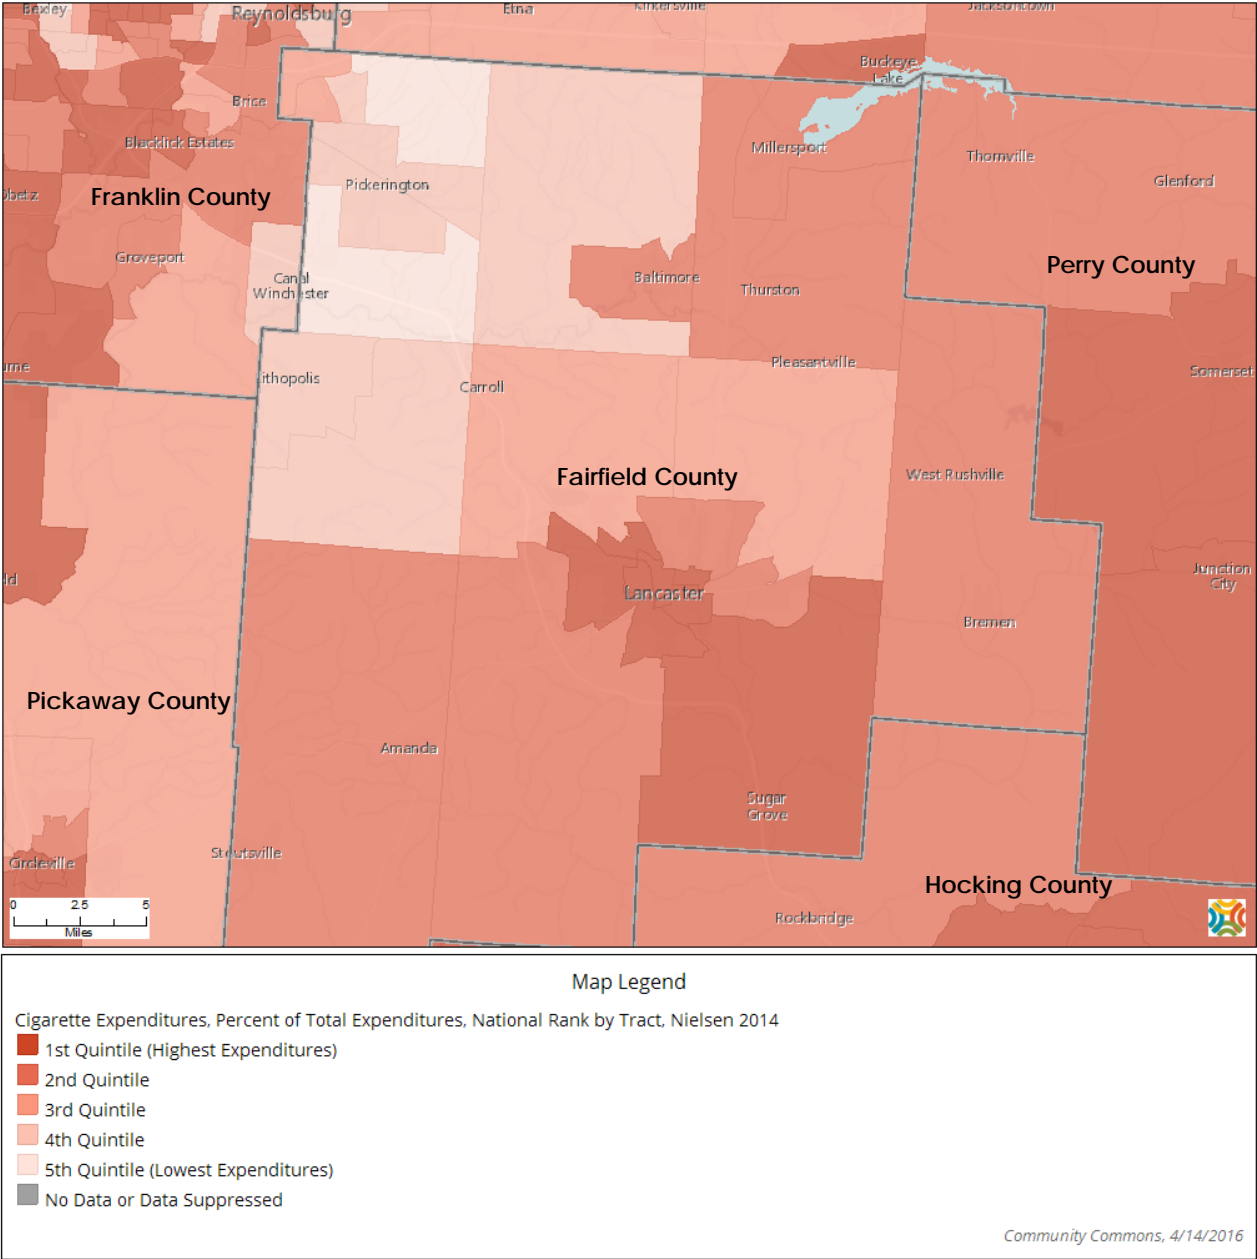 Bexley
Reynoldsburg
Etna
Kirkersville
Jacksontown
Buckeye
Lake
Brice
Blacklick Estates
Millersport
Thornville
Obetz
Franklin County
Pickerington
Glenford
Groveport
Perry County
Canal
Winchester
Baltimore
Thurston
Pleasantville
Somerset
ithopolis
Carroll
Fairfield County
West Rushville
Junction
City
Lancaster
Bremen
Pickaway County
Amanda
Sugar
Grove
Stoutsville
Circleville
Hocking County
Rockbridge
0 2.5 5
Miles
Map Legend
Cigarette Expenditures, Percent of Total Expenditures, National Rank by Tract, Nielsen 2014
1st Quintile (Highest Expenditures)
2nd Quintile
3rd Quintile
4th Quintile
5th Quintile (Lowest Expenditures)
No Data or Data Suppressed
Community Commons, 4/14/2016